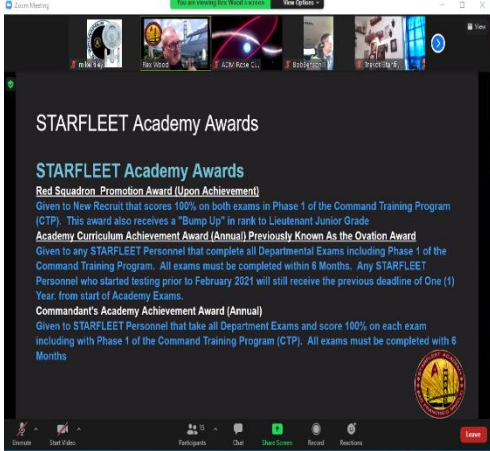 Zoom Meeting
You are viewing Rex Wood's screen
View Options
View
Rex Wood
ADM Rose C...
STARFLEET Academy Awards
STARFLEET Academy Awards
Red Squadron Promotion Award (Upon Achievement)
Given to New Recruit that scores 100% on both exams in Phase 1 of the Command Training Program
(CTP). This award also receives a "Bump Up" in rank to Lieutenant Junior Grade
Academy Curriculum Achievement Award (Annual) Previously Known As the Ovation Award
Given to any STARFLEET Personnel that complete all Departmental Exams including Phase 1 of the
Command Training Program. All exams must be completed within 6 Months. Any STARFLEET
Personnel who started testing prior to February 2021 will still receive the previous deadline of One (1)
Year. from start of Academy Exams.
Commandant's Academy Achievement Award (Annual)
Given to STARFLEET Personnel that take all Department Exams and score 100% on each exam
including with Phase 1 of the Command Training Program (CTP). All exams must be completed with 6
Months
STARFLEET ACADEMY
Unmute
Start Video
15
Participants
Chat
Share Screen
Record
Reactions
Leave